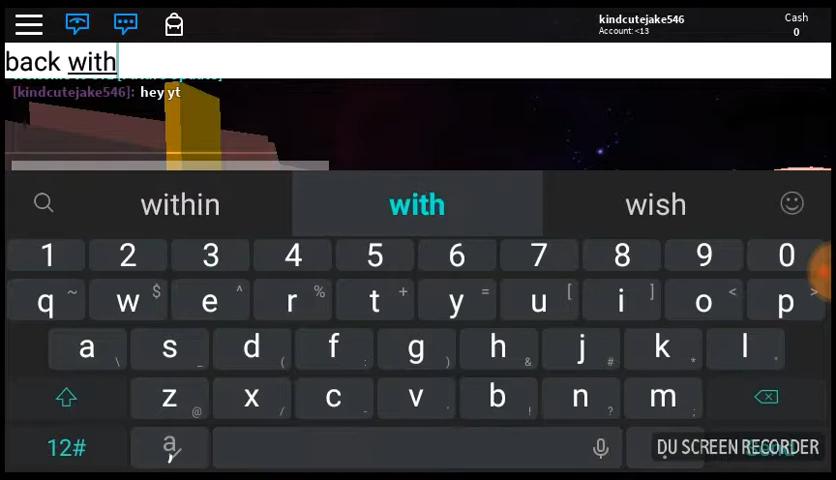 kindcutejake546
Account: <13
Cash
0
back with
[kindcutejake546]: hey yt
within with wish
1 2 3 4 5 6 7 8 9 0
q ~ w $ e ^ r % t + y = u [ i ] o < p >
a \ s _ d ( f : g ) h & j # k * l "
z @ x / c - v ' b ! n ? m ;
12# a , DU SCREEN RECORDER